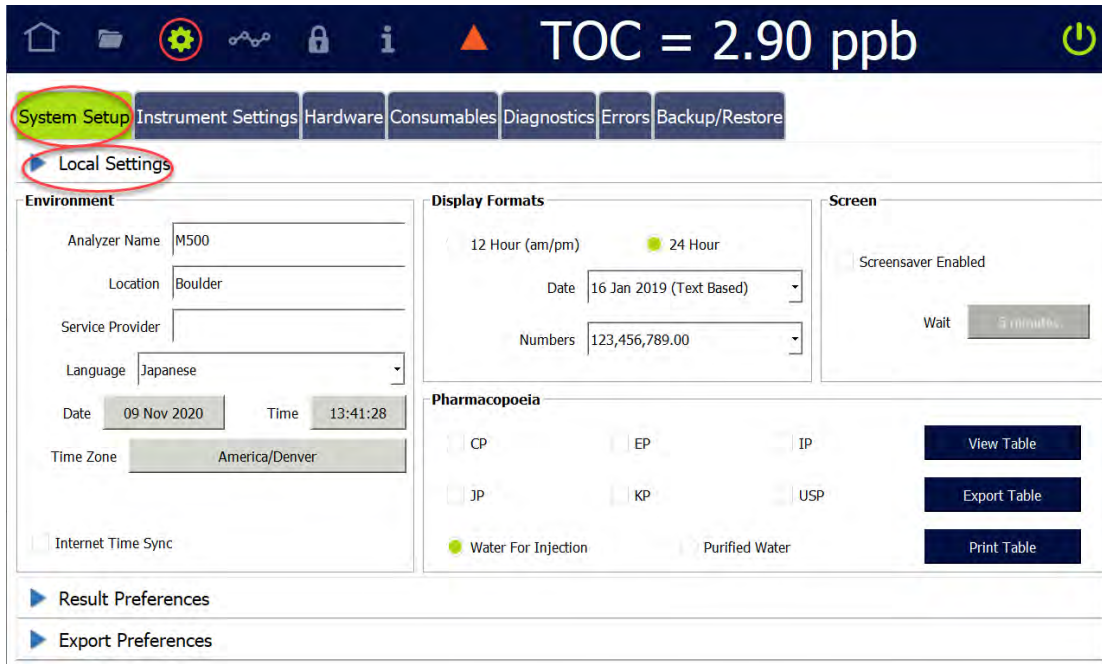 TOC = 2.90 ppb
System Setup Instrument Settings Hardware Consumables Diagnostics Errors Backup/Restore
Local Settings
Environment
Analyzer Name M500
Location Boulder
Service Provider
Language Japanese
Date 09 Nov 2020 Time 13:41:28
Time Zone America/Denver
Internet Time Sync
Display Formats
12 Hour (am/pm) 24 Hour
Date 16 Jan 2019 (Text Based)
Numbers 123,456,789.00
Screen
Screensaver Enabled
Wait 5 minutes
Pharmacopoeia
CP EP IP View Table
JP KP USP Export Table
Water For Injection Purified Water Print Table
Result Preferences
Export Preferences